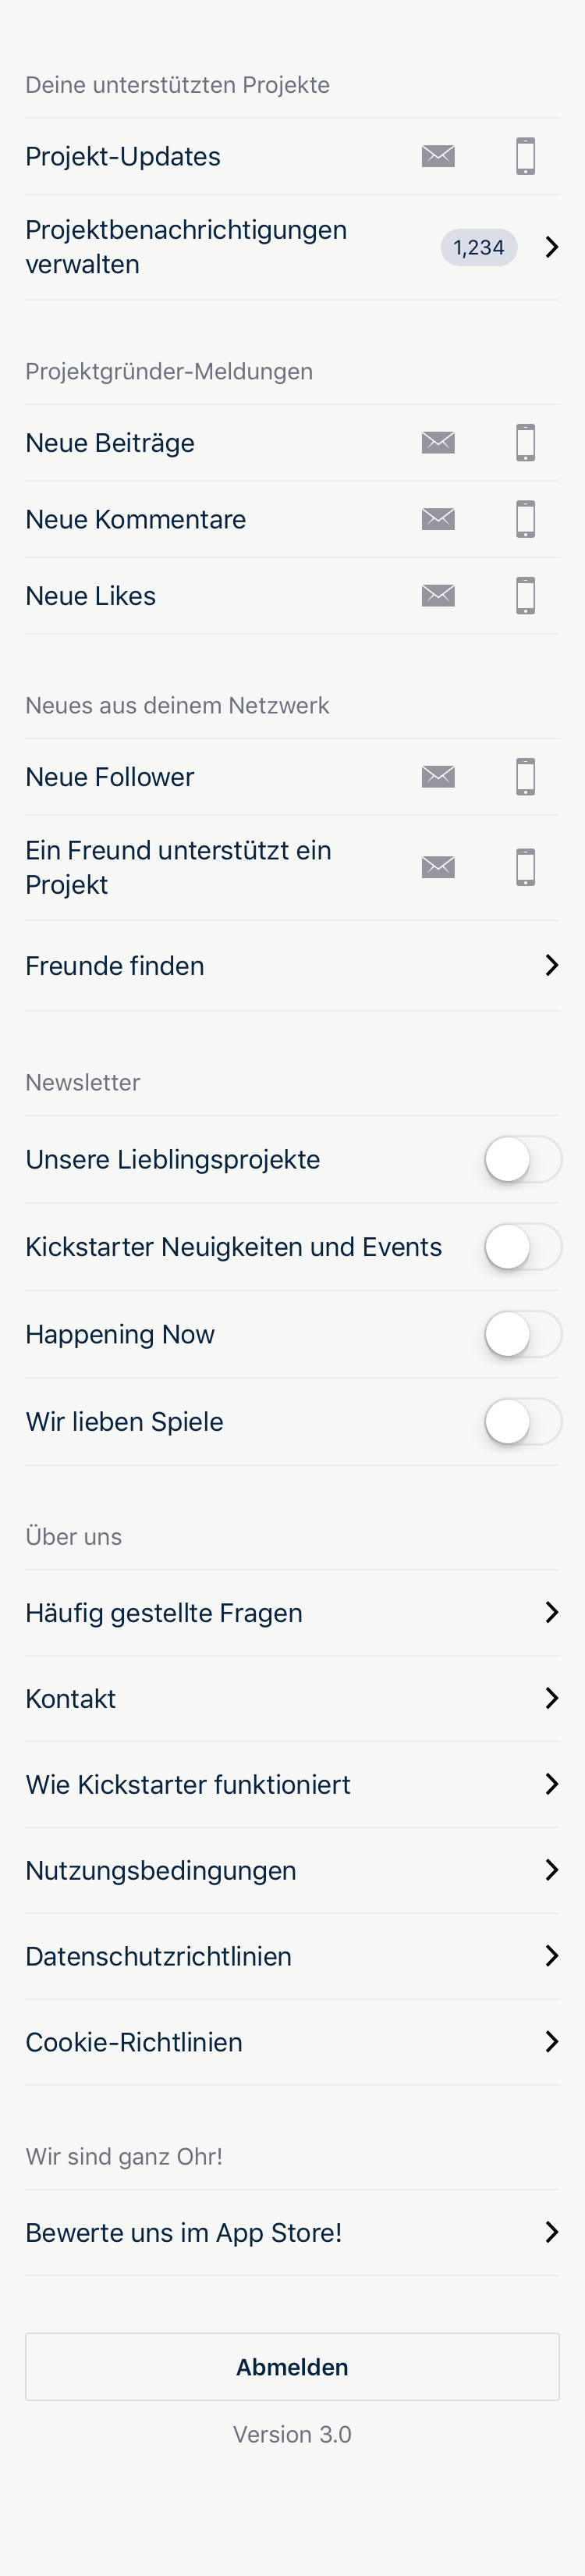 Deine unterstützten Projekte
Projekt-Updates
Projektbenachrichtigungen
verwalten
1,234
Projektgründer-Meldungen
Neue Beiträge
Neue Kommentare
Neue Likes
Neues aus deinem Netzwerk
Neue Follower
Ein Freund unterstützt ein
Projekt
Freunde finden
Newsletter
Unsere Lieblingsprojekte
Kickstarter Neuigkeiten und Events
Happening Now
Wir lieben Spiele
Über uns
Häufig gestellte Fragen
Kontakt
Wie Kickstarter funktioniert
Nutzungsbedingungen
Datenschutzrichtlinien
Cookie-Richtlinien
Wir sind ganz Ohr!
Bewerte uns im App Store!
Abmelden
Version 3.0